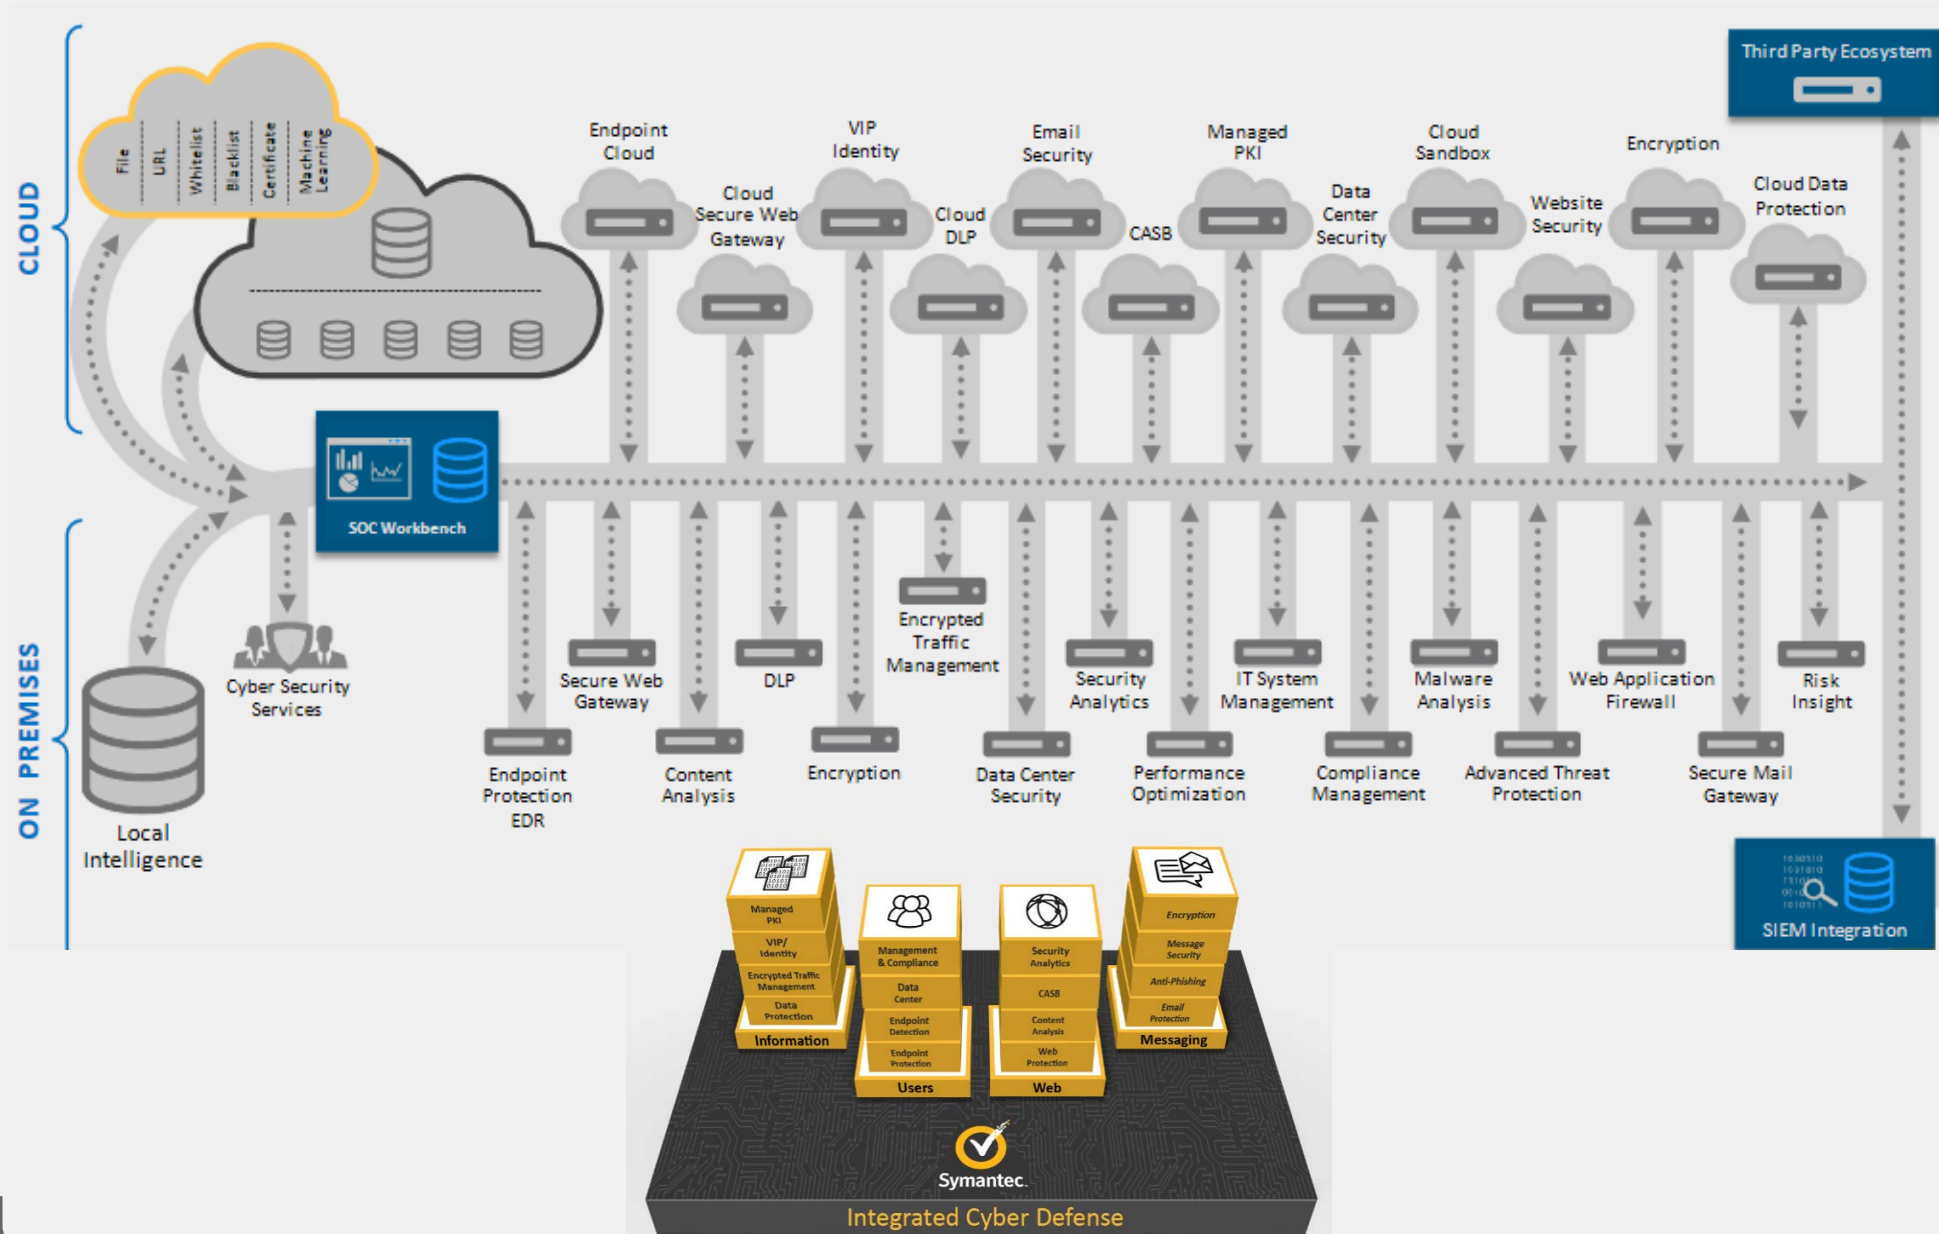 CLOUD
File
URL
Whitelist
Blacklist
Certificate
Machine
Learning
Endpoint
Cloud
Cloud
Secure Web
Gateway
VIP
Identity
Cloud
DLP
Email
Security
CASB
Managed
PKI
Data
Center
Security
Cloud
Sandbox
Website
Security
Encryption
Cloud Data
Protection
Third Party Ecosystem
SOC Workbench
ON PREMISES
Local
Intelligence
Cyber Security
Services
Endpoint
Protection
EDR
Secure Web
Gateway
Content
Analysis
DLP
Encryption
Encrypted
Traffic
Management
Data Center
Security
Security
Analytics
Performance
Optimization
IT System
Management
Compliance
Management
Malware
Analysis
Advanced Threat
Protection
Web Application
Firewall
Secure Mail
Gateway
Risk
Insight
SIEM Integration
Managed
PKI
VIP/
Identity
Encrypted Traffic
Management
Data
Protection
Information
Management
& Compliance
Data
Center
Endpoint
Detection
Endpoint
Protection
Users
Security
Analytics
CASB
Content
Analysis
Web
Protection
Web
Encryption
Message
Security
Anti-Phishing
Email
Protection
Messaging
Symantec.
Integrated Cyber Defense